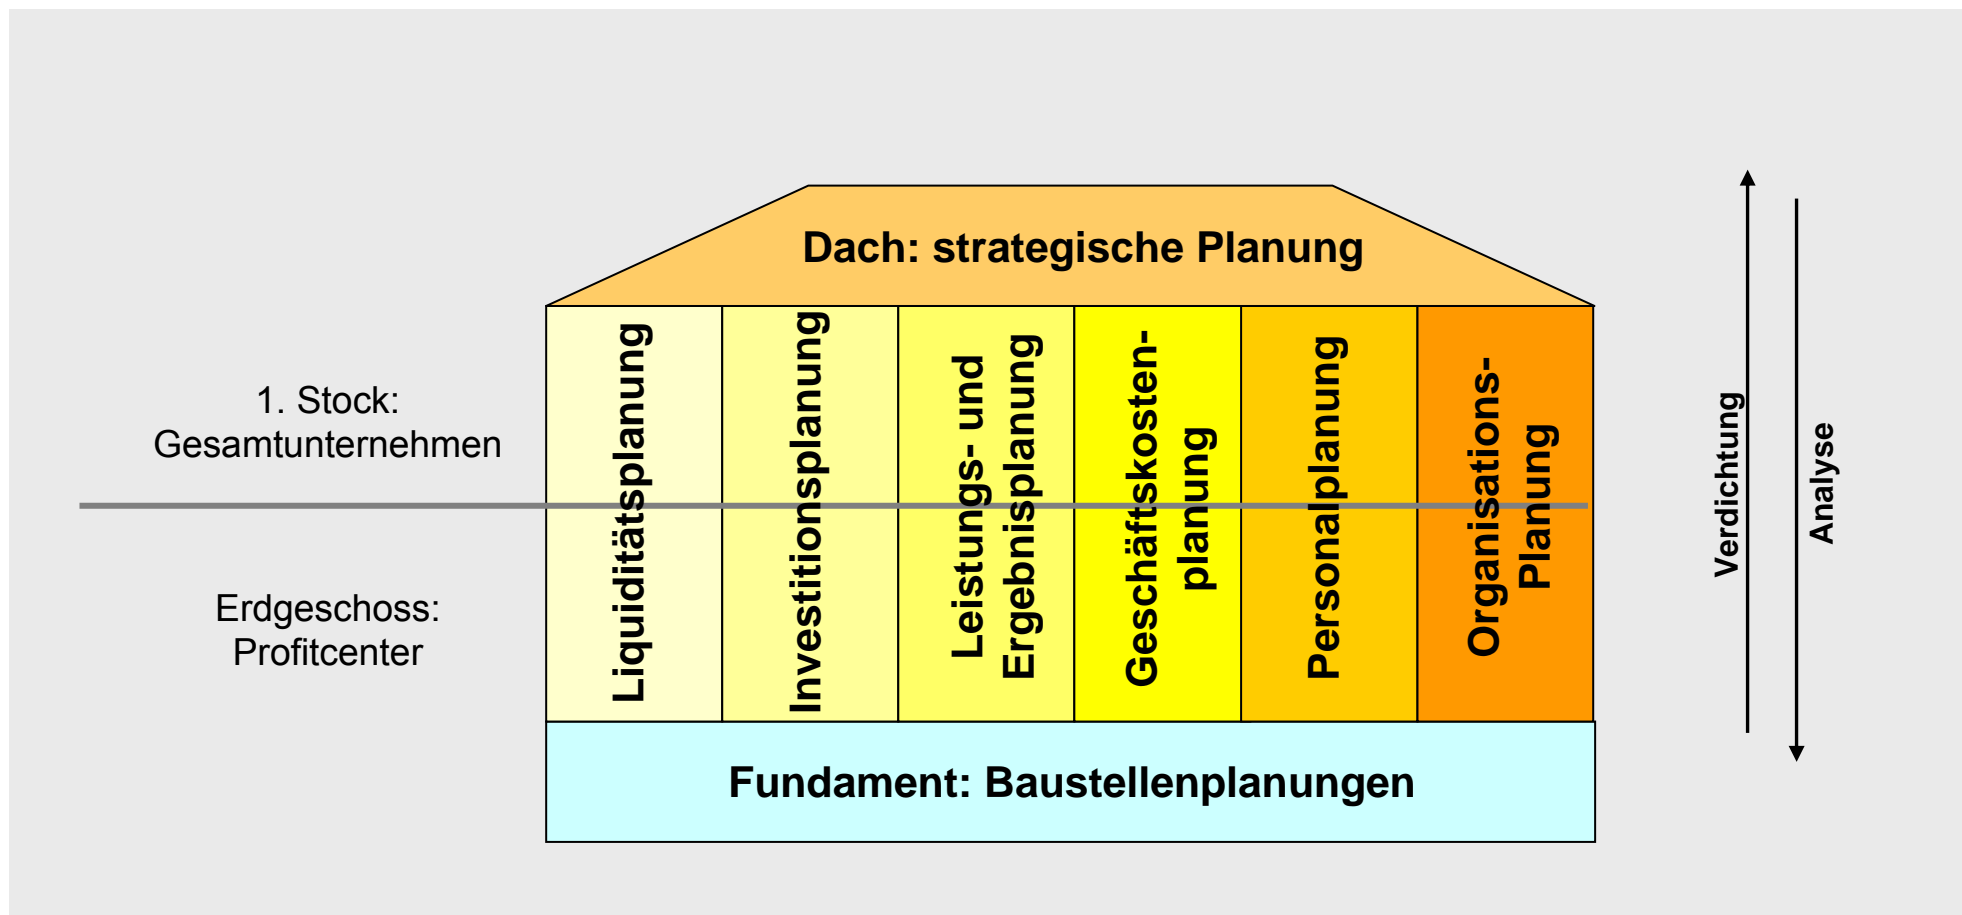 Dach: strategische Planung
1. Stock:
Gesamtunternehmen
Erdgeschoss:
Profitcenter
Liquiditätsplanung
Investitionsplanung
Leistungs- und
Ergebnisplanung
Geschäftskosten-
planung
Personalplanung
Organisations-
Planung
Fundament: Baustellenplanungen
Verdichtung
Analyse